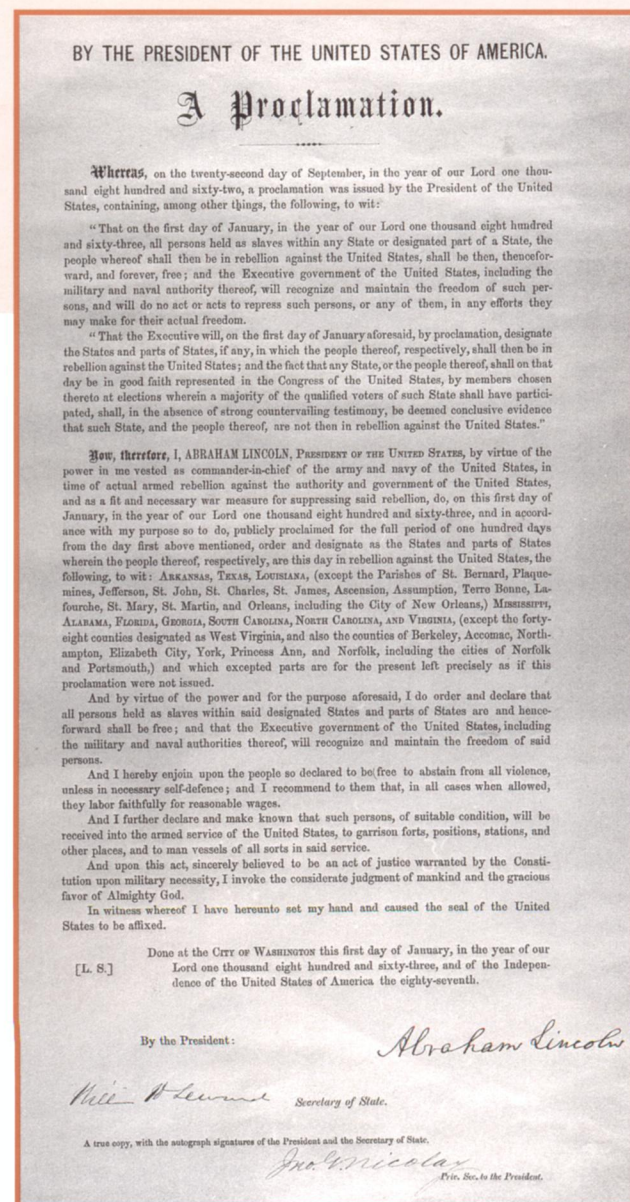 BY THE PRESIDENT OF THE UNITED STATES OF AMERICA.
A Proclamation.
Whereas, on the twenty-second day of September, in the year of our Lord one thou-
sand eight hundred and sixty-two, a proclamation was issued by the President of the United
States, containing, among other things, the following, to wit:
"That on the first day of January, in the year of our Lord one thousand eight hundred
and sixty-three, all persons held as slaves within any State or designated part of a State, the
people whereof shall then be in rebellion against the United States, shall be then, thencefor-
ward, and forever, free; and the Executive government of the United States, including the
military and naval authority thereof, will recognize and maintain the freedom of such per-
sons, and will do no act or acts to repress such persons, or any of them, in any efforts they
may make for their actual freedom.
"That the Executive will, on the first day of January aforesaid, by proclamation, designate
the States and parts of States, if any, in which the people thereof, respectively, shall then be in
rebellion against the United States; and the fact that any State, or the people thereof, shall on that
day be in good faith represented in the Congress of the United States, by members chosen
thereto at elections wherein a majority of the qualified voters of such State shall have partici-
pated, shall, in the absence of strong countervailing testimony, be deemed conclusive evidence
that such State, and the people thereof, are not then in rebellion against the United States."
Now, therefore, I, ABRAHAM LINCOLN, PRESIDENT OF THE UNITED STATES, by virtue of the
power in me vested as commander-in-chief of the army and navy of the United States, in
time of actual armed rebellion against the authority and government of the United States,
and as a fit and necessary war measure for suppressing said rebellion, do, on this first day of
January, in the year of our Lord one thousand eight hundred and sixty-three, and in accord-
ance with my purpose so to do, publicly proclaimed for the full period of one hundred days
from the day first above mentioned, order and designate as the States and parts of States
wherein the people thereof, respectively, are this day in rebellion against the United States, the
following, to wit: ARKANSAS, TEXAS, LOUISIANA, (except the Parishes of St. Bernard, Plaque-
mines, Jefferson, St. John, St. Charles, St. James, Ascension, Assumption, Terre Bonne, La-
fourche, St. Mary, St. Martin, and Orleans, including the City of New Orleans,) MISSISSIPPI,
ALABAMA, FLORIDA, GEORGIA, SOUTH CAROLINA, NORTH CAROLINA, AND VIRGINIA, (except the forty-
eight counties designated as West Virginia, and also the counties of Berkeley, Accomac, North-
ampton, Elizabeth City, York, Princess Ann, and Norfolk, including the cities of Norfolk
and Portsmouth,) and which excepted parts are for the present left precisely as if this
proclamation were not issued.
And by virtue of the power and for the purpose aforesaid, I do order and declare that
all persons held as slaves within said designated States and parts of States are and hence-
forward shall be free; and that the Executive government of the United States, including
the military and naval authorities thereof, will recognize and maintain the freedom of said
persons.
And I hereby enjoin upon the people so declared to be free to abstain from all violence,
unless in necessary self-defence; and I recommend to them that, in all cases when allowed,
they labor faithfully for reasonable wages.
And I further declare and make known that such persons, of suitable condition, will be
received into the armed service of the United States, to garrison forts, positions, stations, and
other places, and to man vessels of all sorts in said service.
And upon this act, sincerely believed to be an act of justice warranted by the Consti-
tution upon military necessity, I invoke the considerate judgment of mankind and the gracious
favor of Almighty God.
In witness whereof I have hereunto set my hand and caused the seal of the United
States to be affixed.
Done at the CITY OF WASHINGTON this first day of January, in the year of our
[L. S.] Lord one thousand eight hundred and sixty-three, and of the Indepen-
dence of the United States of America the eighty-seventh.
By the President: Abraham Lincoln
William H Seward Secretary of State.
A true copy, with the autograph signatures of the President and the Secretary of State.
Jno. G. Nicolay
Priv. Sec. to the President.